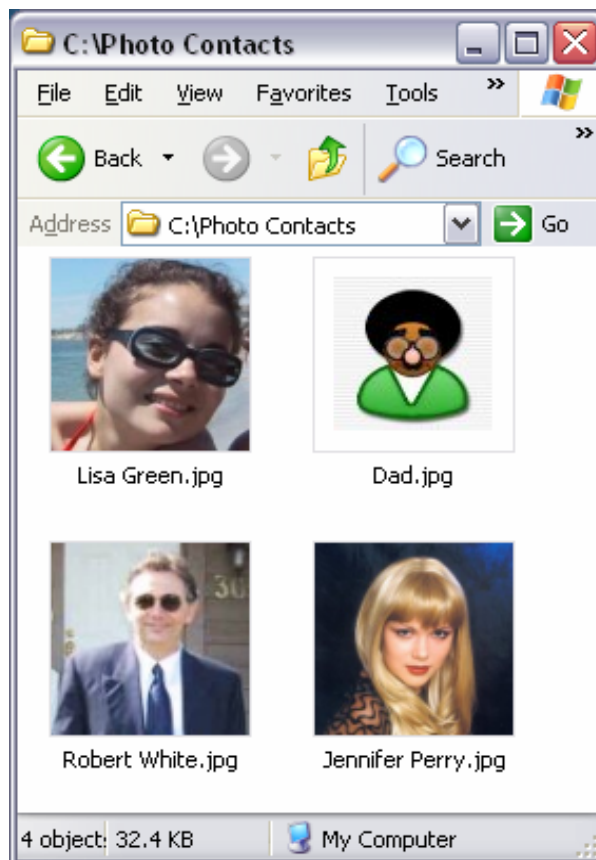 C:\Photo Contacts
File Edit View Favorites Tools »
Back Search »
Address C:\Photo Contacts Go
Lisa Green.jpg Dad.jpg
30
Robert White.jpg Jennifer Perry.jpg
4 object: 32.4 KB My Computer